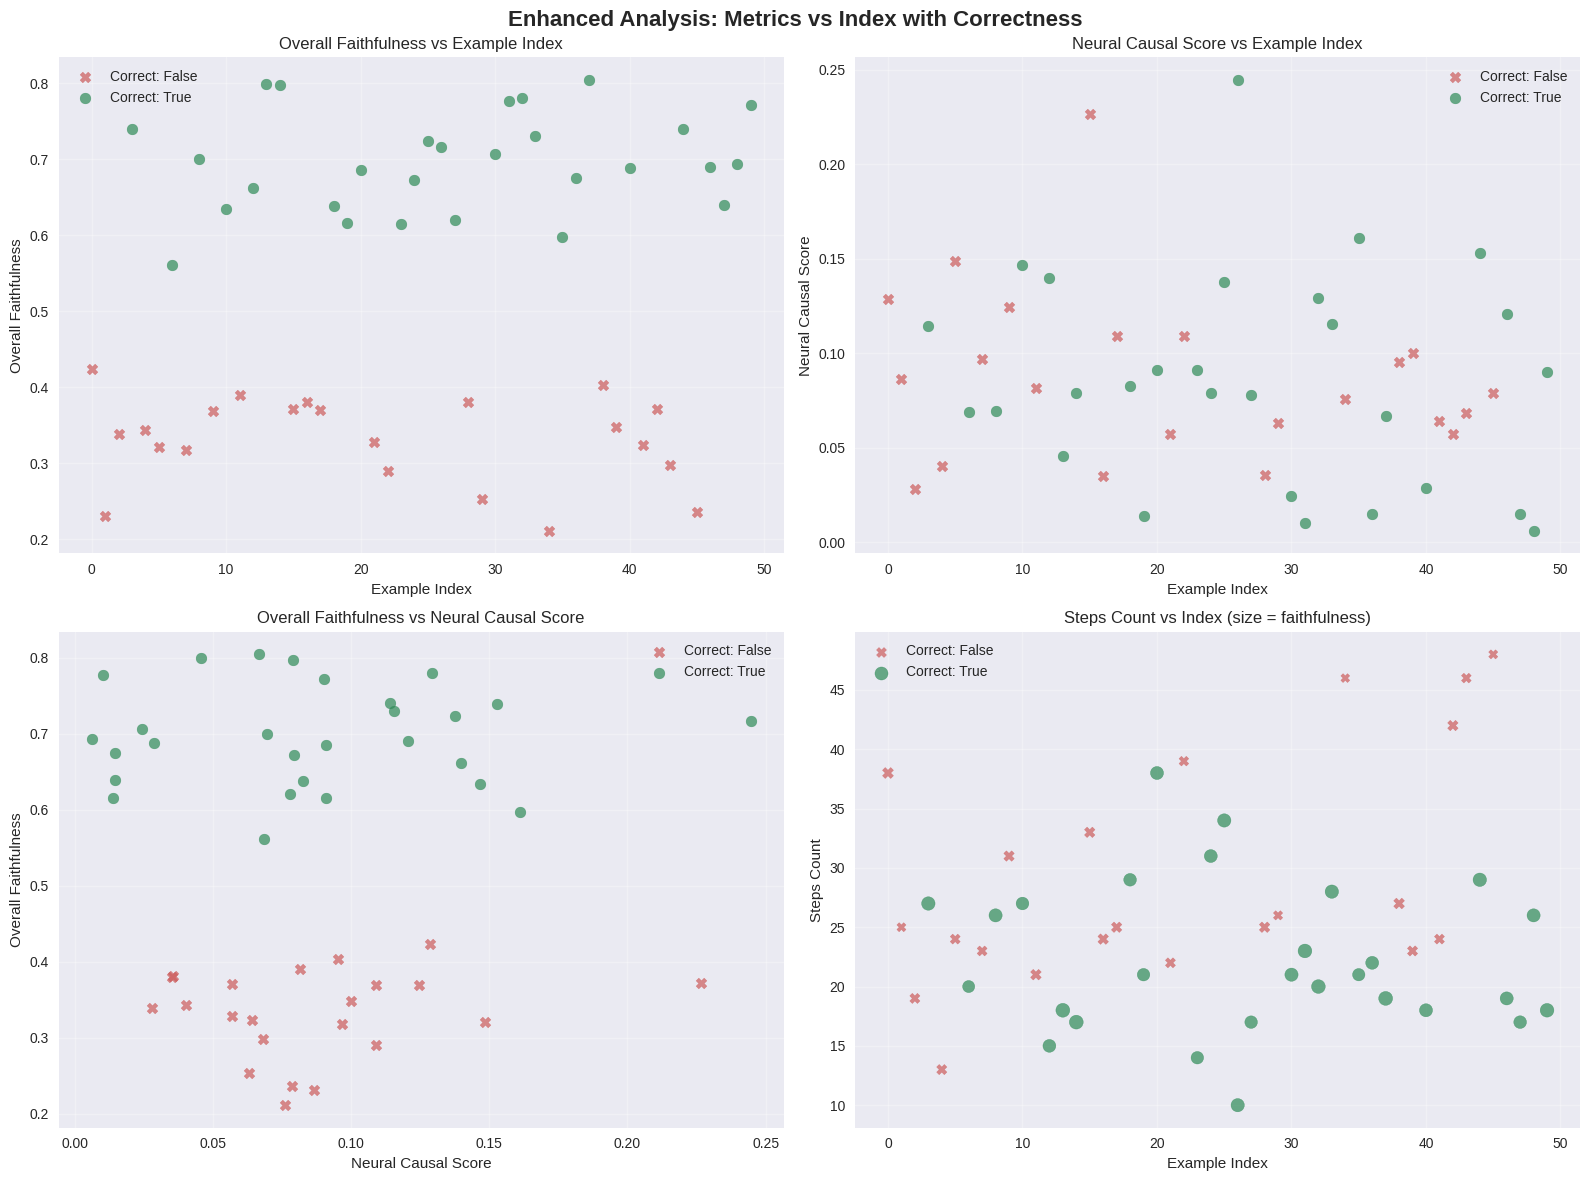 Enhanced Analysis: Metrics vs Index with Correctness
Overall Faithfulness vs Example Index
Correct: False
Correct: True
0.8
0.7
0.6
0.5
0.4
0.3
0.2
Overall Faithfulness
0 10 20 30 40 50
Example Index
Neural Causal Score vs Example Index
Correct: False
Correct: True
0.25
0.20
0.15
0.10
0.05
0.00
Neural Causal Score
0 10 20 30 40 50
Example Index
Overall Faithfulness vs Neural Causal Score
Correct: False
Correct: True
0.8
0.7
0.6
0.5
0.4
0.3
0.2
Overall Faithfulness
0.00 0.05 0.10 0.15 0.20 0.25
Neural Causal Score
Steps Count vs Index (size = faithfulness)
Correct: False
Correct: True
45
40
35
30
25
20
15
10
Steps Count
0 10 20 30 40 50
Example Index